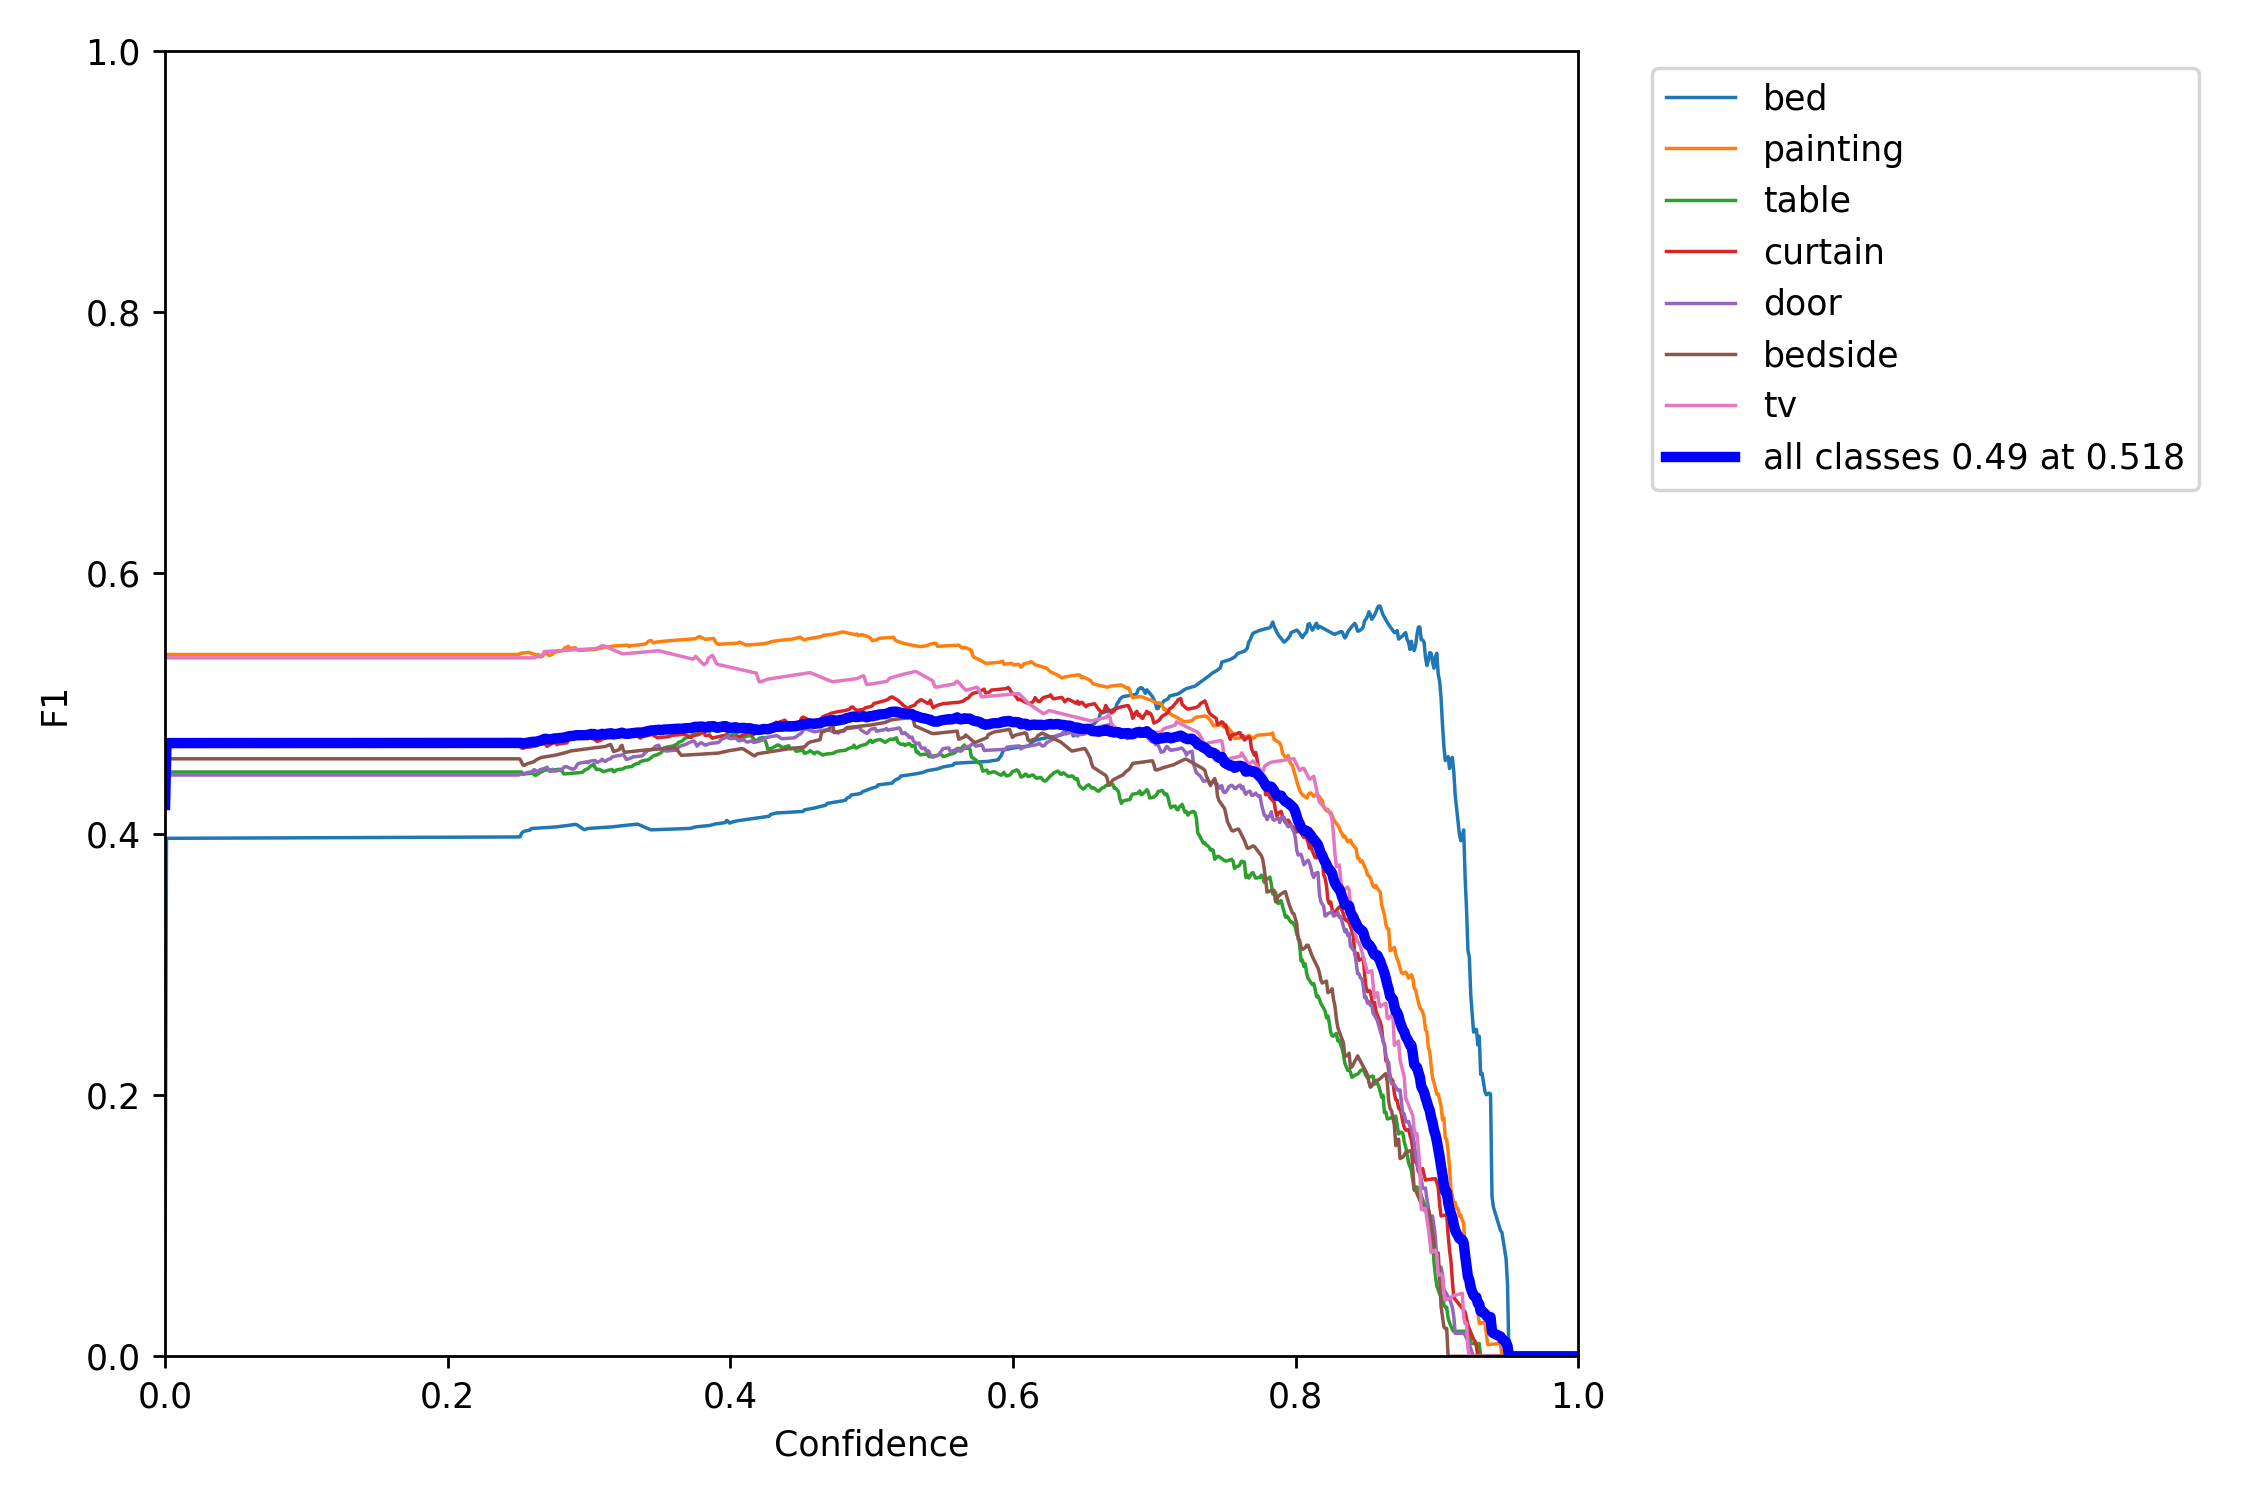 1.0
0.8
0.6
0.4
0.2
0.0
F1
0.0 0.2 0.4 0.6 0.8 1.0
Confidence
bed
painting
table
curtain
door
bedside
tv
all classes 0.49 at 0.518